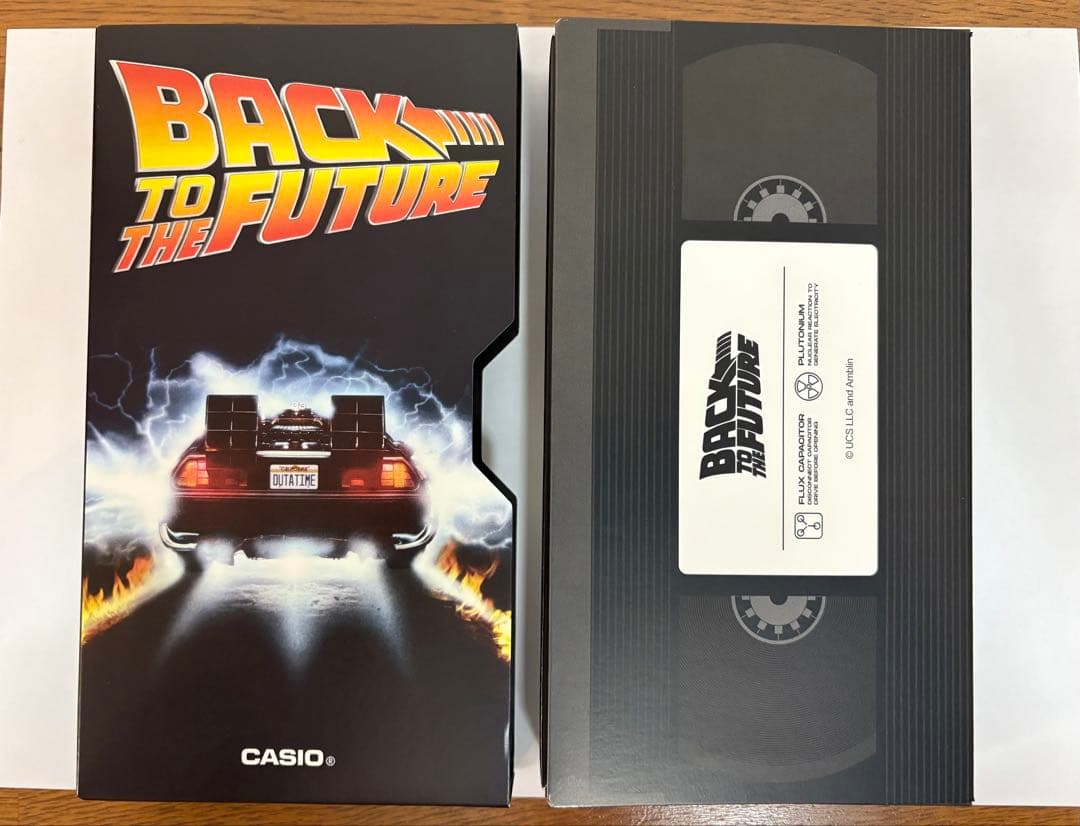 BACK
TO
THE FUTURE
CALIFORNIA
OUTATIME
CASIO®
BACK
TO
THE FUTURE
FLUX CAPACITOR
DISCONNECT CAPACITOR
DRIVE BEFORE OPENING
PLUTONIUM
NUCLEAR REACTION TO
GENERATE ELECTRICITY
© UCS LLC and Amblin